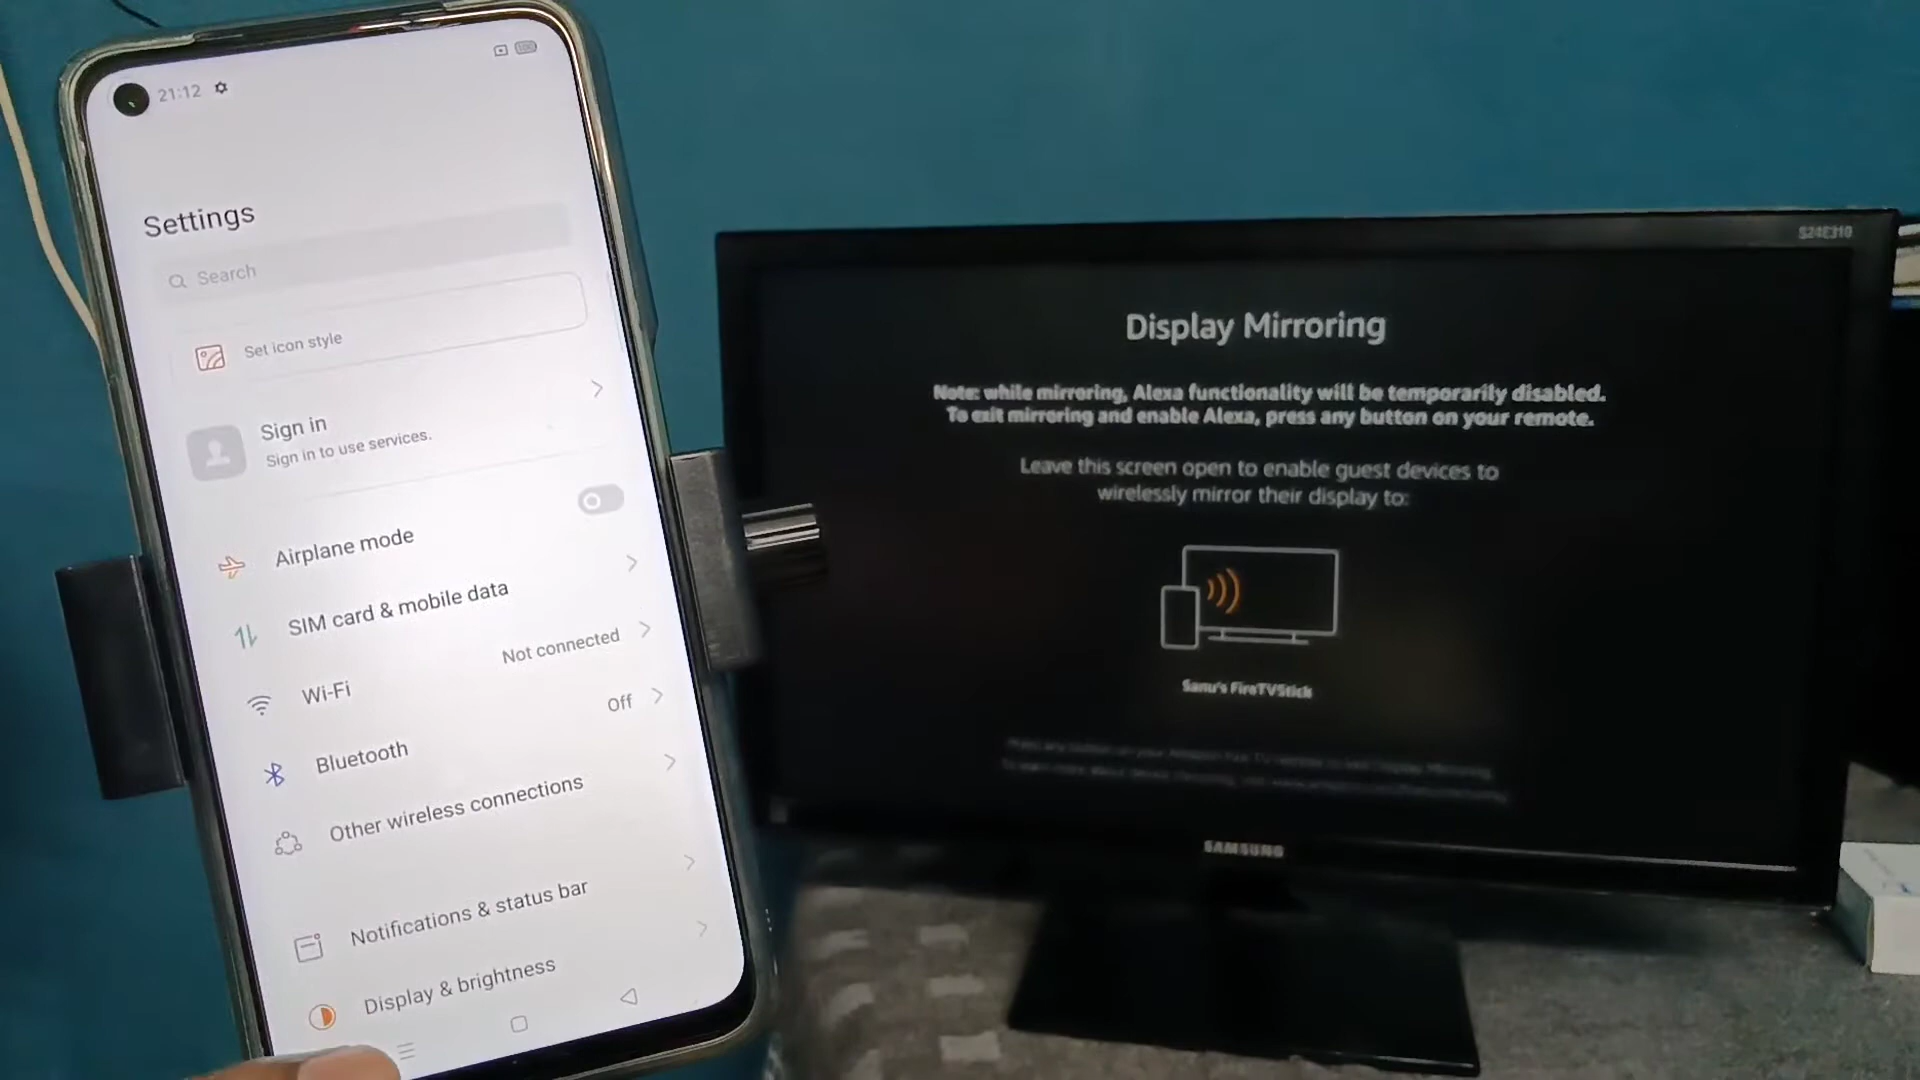 21:12
Settings
Search
Set icon style
Sign in
Sign in to use services.
Airplane mode
SIM card & mobile data
Wi-Fi
Not connected
Bluetooth
Off
Other wireless connections
Notifications & status bar
Display & brightness
S24E310
Display Mirroring
Note: while mirroring, Alexa functionality will be temporarily disabled.
To exit mirroring and enable Alexa, press any button on your remote.
Leave this screen open to enable guest devices to
wirelessly mirror their display to:
Sanu's FireTVStick
SAMSUNG